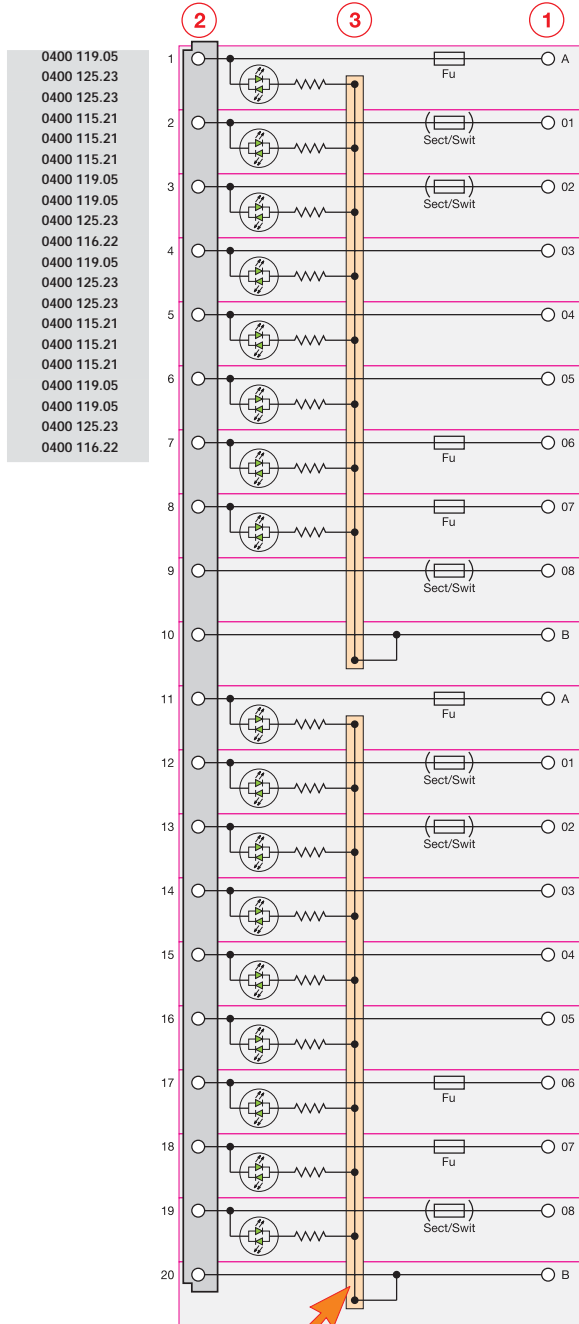 2 3 1
0400 119.05
0400 125.23
0400 125.23
0400 115.21
0400 115.21
0400 115.21
0400 119.05
0400 119.05
0400 125.23
0400 116.22
0400 119.05
0400 125.23
0400 125.23
0400 115.21
0400 115.21
0400 115.21
0400 119.05
0400 119.05
0400 125.23
0400 116.22
1 A
Fu
2 01
Sect/Swit
3 02
Sect/Swit
4 03
5 04
6 05
7 06
Fu
8 07
Fu
9 08
Sect/Swit
10 B
11 A
Fu
12 01
Sect/Swit
13 02
Sect/Swit
14 03
15 04
16 05
17 06
Fu
18 07
Fu
19 08
Sect/Swit
20 B